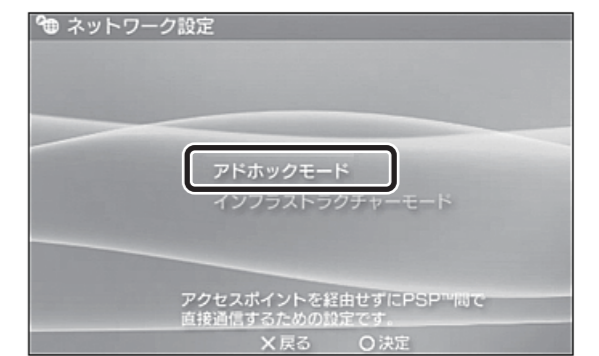 ネットワーク設定
アドホックモード
インフラストラクチャーモード
アクセスポイントを経由せずにPSP™間で
直接通信するための設定です。
✕戻る ○決定